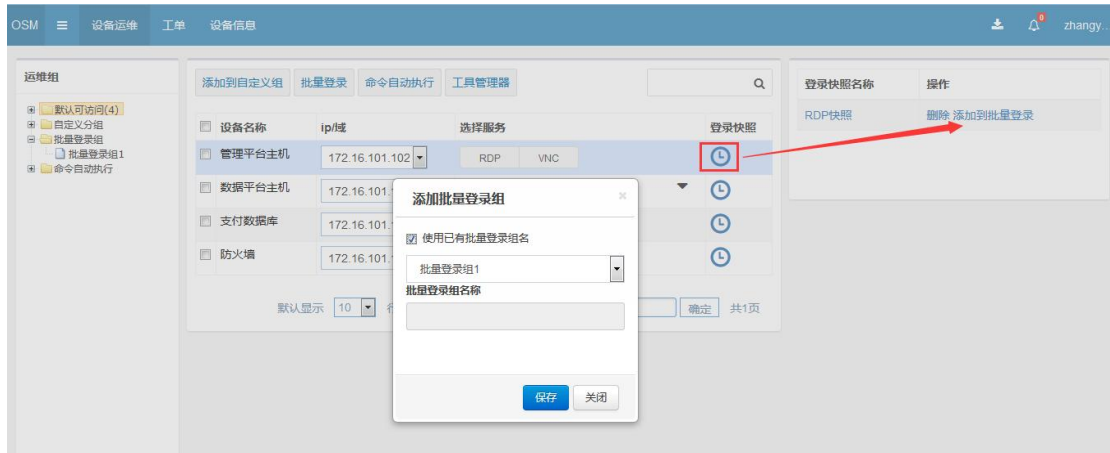 OSM 设备运维 工单 设备信息 0 zhangy..
运维组
默认可访问(4)
自定义分组
批量登录组
批量登录组1
命令自动执行
添加到自定义组 批量登录 命令自动执行 工具管理器
设备名称 ip/域 选择服务 登录快照
管理平台主机 172.16.101.102 RDP VNC
数据平台主机 172.16.101.
支付数据库 172.16.101.
防火墙 172.16.101.
默认显示 10 确定 共1页
添加批量登录组 ×
使用已有批量登录组名
批量登录组1
批量登录组名称
保存 关闭
登录快照名称 操作
RDP快照 删除 添加到批量登录